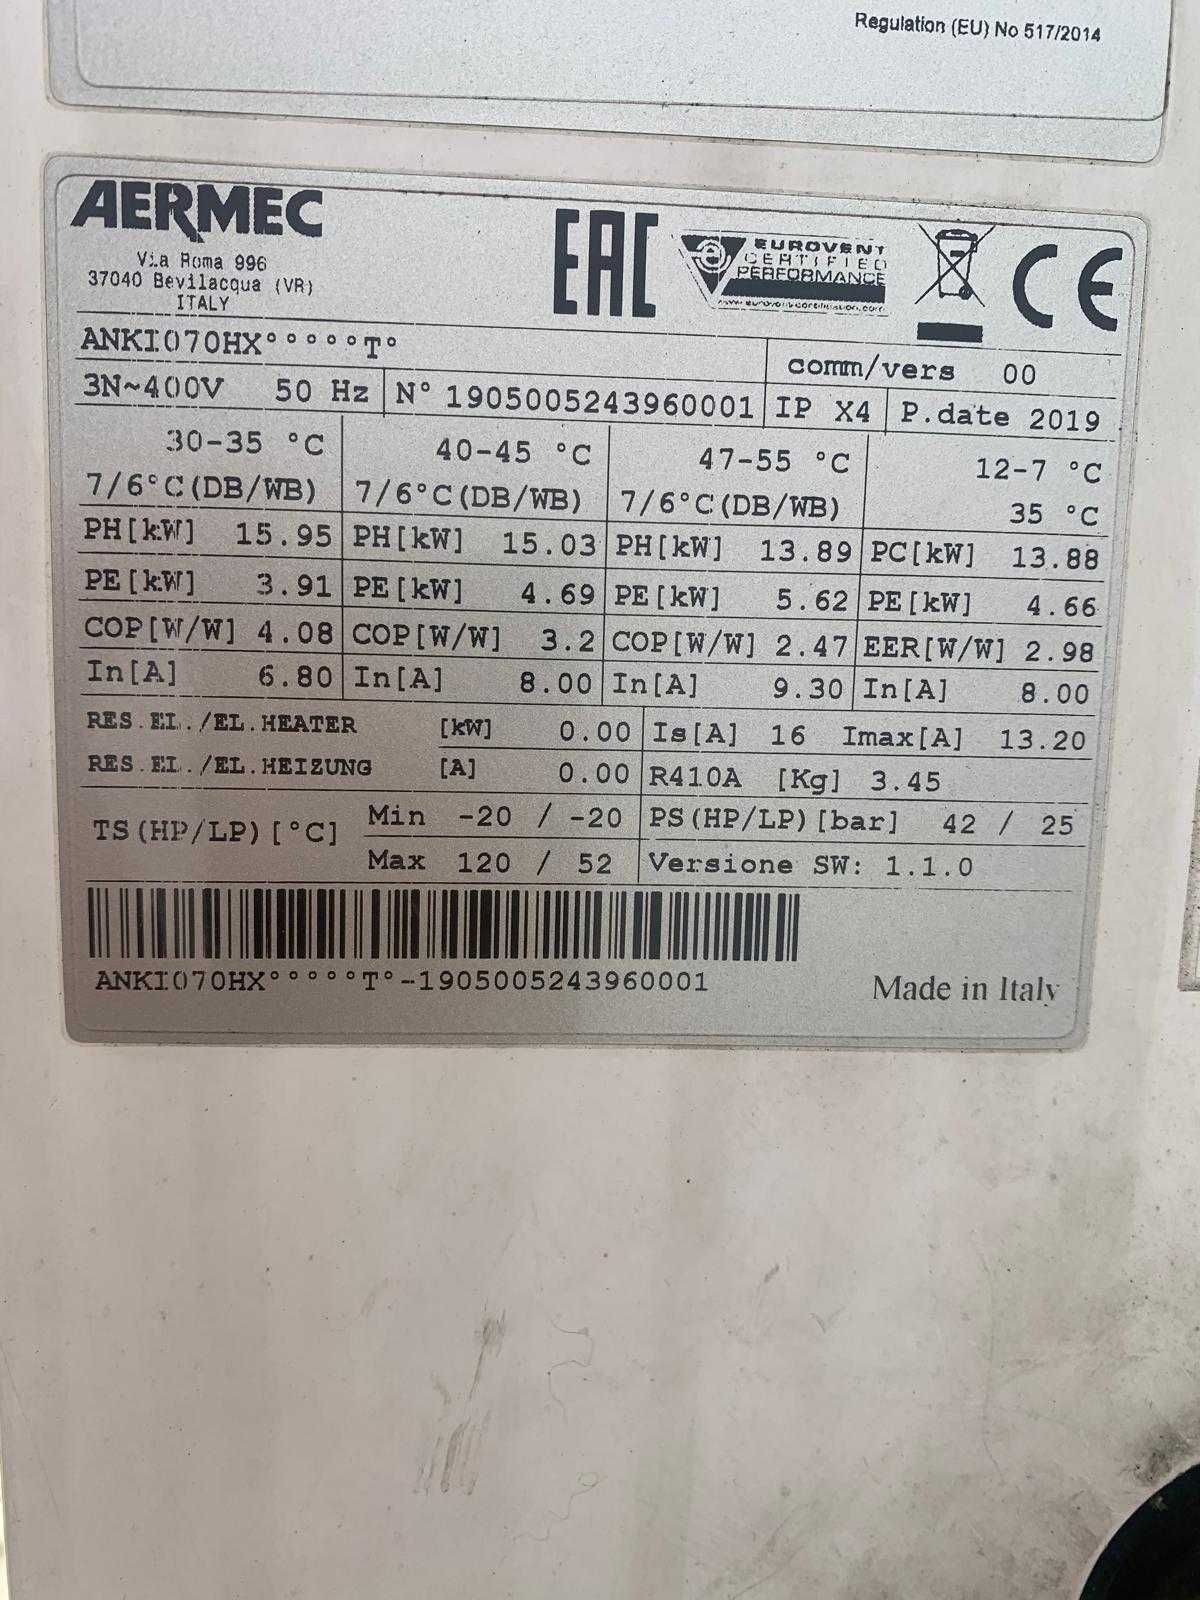 Regulation (EU) No 517/2014
AERMEC
Via Roma 996
37040 Bevilacqua (VR)
ITALY
EAC
EUROVENT
CERTIFIED
PERFORMANCE
www.eurovent-certification.com
CE
ANKI070HX°°°°°T°
comm/vers 00
3N~400V 50 Hz N° 1905005243960001 IP X4 P.date 2019
30-35 °C 40-45 °C 47-55 °C 12-7 °C
7/6°C(DB/WB) 7/6°C(DB/WB) 7/6°C(DB/WB) 35 °C
PH[kW] 15.95 PH[kW] 15.03 PH[kW] 13.89 PC[kW] 13.88
PE[kW] 3.91 PE[kW] 4.69 PE[kW] 5.62 PE[kW] 4.66
COP[W/W] 4.08 COP[W/W] 3.2 COP[W/W] 2.47 EER[W/W] 2.98
In[A] 6.80 In[A] 8.00 In[A] 9.30 In[A] 8.00
RES.EL./EL.HEATER [kW] 0.00 Is[A] 16 Imax[A] 13.20
RES.EL./EL.HEIZUNG [A] 0.00 R410A [Kg] 3.45
TS(HP/LP)[°C] Min -20 / -20 PS(HP/LP)[bar] 42 / 25
Max 120 / 52 Versione SW: 1.1.0
ANKI070HX°°°°°T°-1905005243960001
Made in Italy